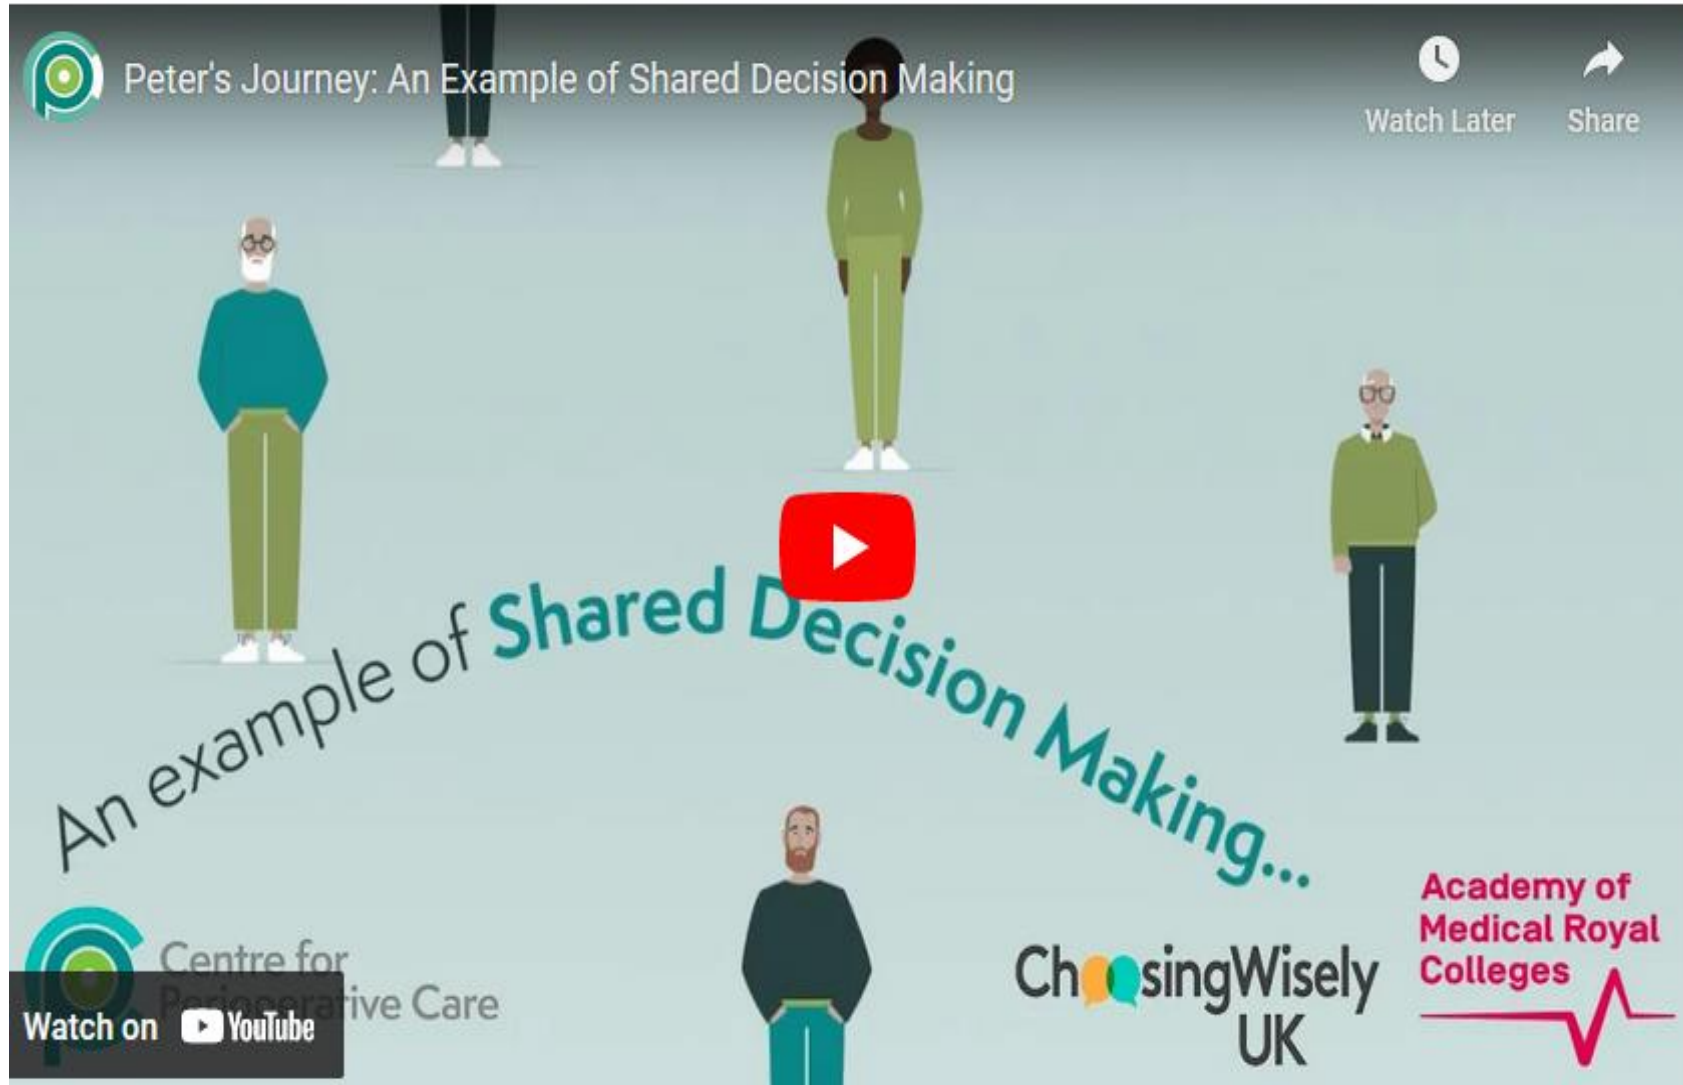 Peter's Journey: An Example of Shared Decision Making
Watch Later
Share
An example of Shared Decision Making...
Centre for
Perioperative Care
Watch on YouTube
ChoosingWisely
UK
Academy of
Medical Royal
Colleges